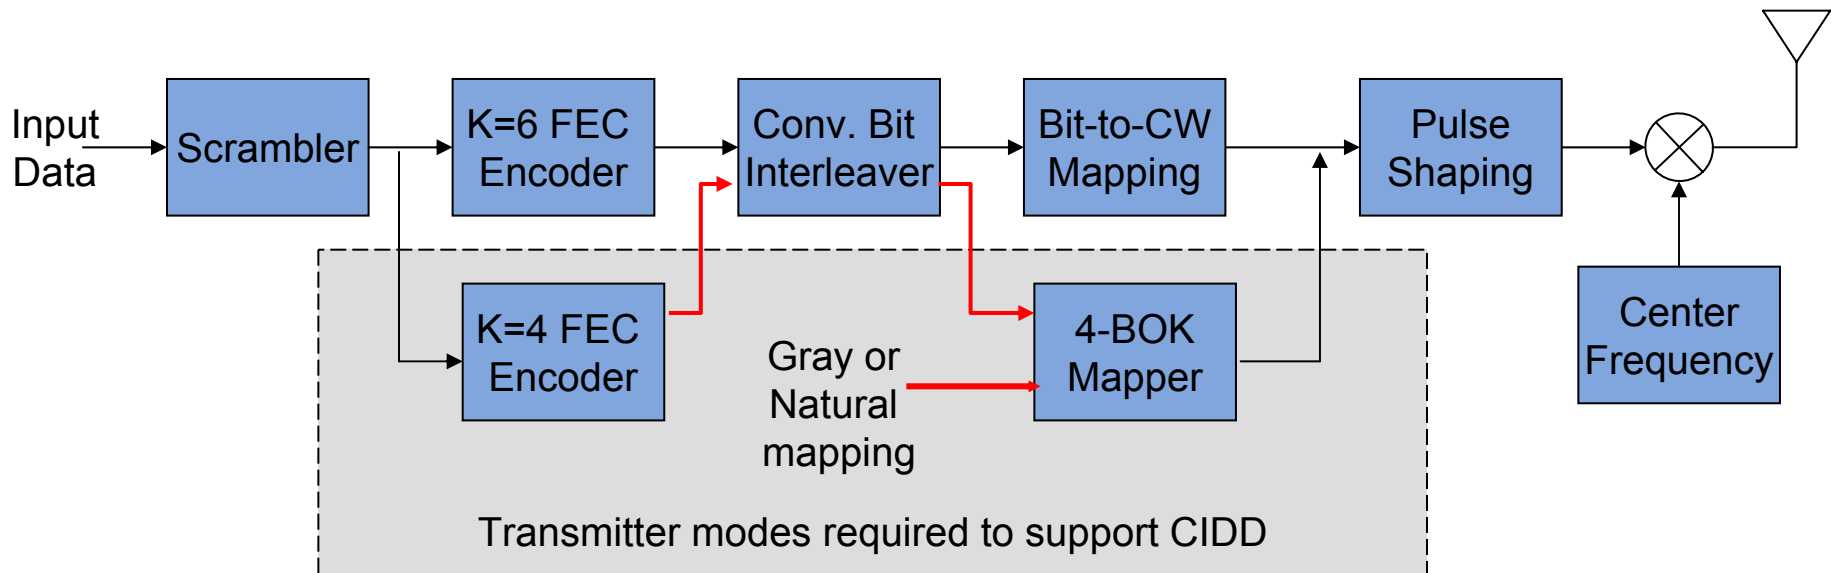 Input
Data
Scrambler
K=6 FEC
Encoder
Conv. Bit
Interleaver
Bit-to-CW
Mapping
Pulse
Shaping
K=4 FEC
Encoder
Gray or
Natural
mapping
4-BOK
Mapper
Center
Frequency
Transmitter modes required to support CIDD